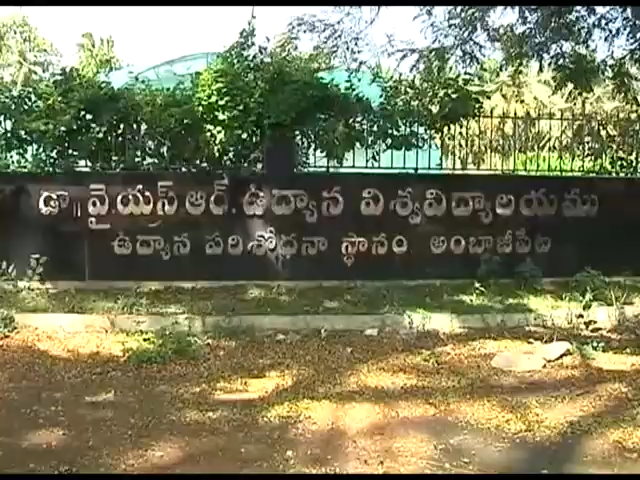 డా॥ వై.యస్.ఆర్. ఉద్యాన విశ్వవిద్యాలయము
ఉద్యాన పరిశోధనా స్థానం అంబాజీపేట